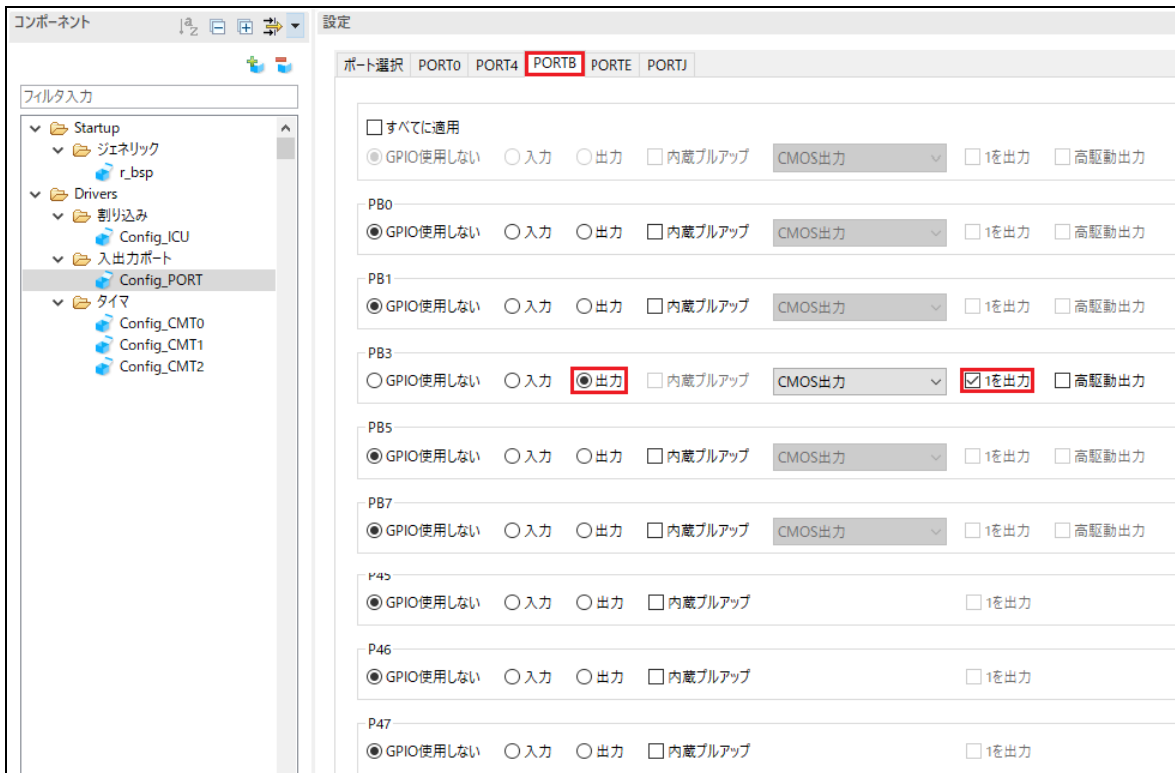 コンポーネント
設定
フィルタ入力
Startup
ジェネリック
r_bsp
Drivers
割り込み
Config_ICU
入出力ポート
Config_PORT
タイマ
Config_CMT0
Config_CMT1
Config_CMT2
ポート選択 PORT0 PORT4 PORTB PORTE PORTJ
すべてに適用
GPIO使用しない 入力 出力 内蔵プルアップ CMOS出力 1を出力 高駆動出力
PB0
GPIO使用しない 入力 出力 内蔵プルアップ CMOS出力 1を出力 高駆動出力
PB1
GPIO使用しない 入力 出力 内蔵プルアップ CMOS出力 1を出力 高駆動出力
PB3
GPIO使用しない 入力 出力 内蔵プルアップ CMOS出力 1を出力 高駆動出力
PB5
GPIO使用しない 入力 出力 内蔵プルアップ CMOS出力 1を出力 高駆動出力
PB7
GPIO使用しない 入力 出力 内蔵プルアップ CMOS出力 1を出力 高駆動出力
P45
GPIO使用しない 入力 出力 内蔵プルアップ 1を出力
P46
GPIO使用しない 入力 出力 内蔵プルアップ 1を出力
P47
GPIO使用しない 入力 出力 内蔵プルアップ 1を出力